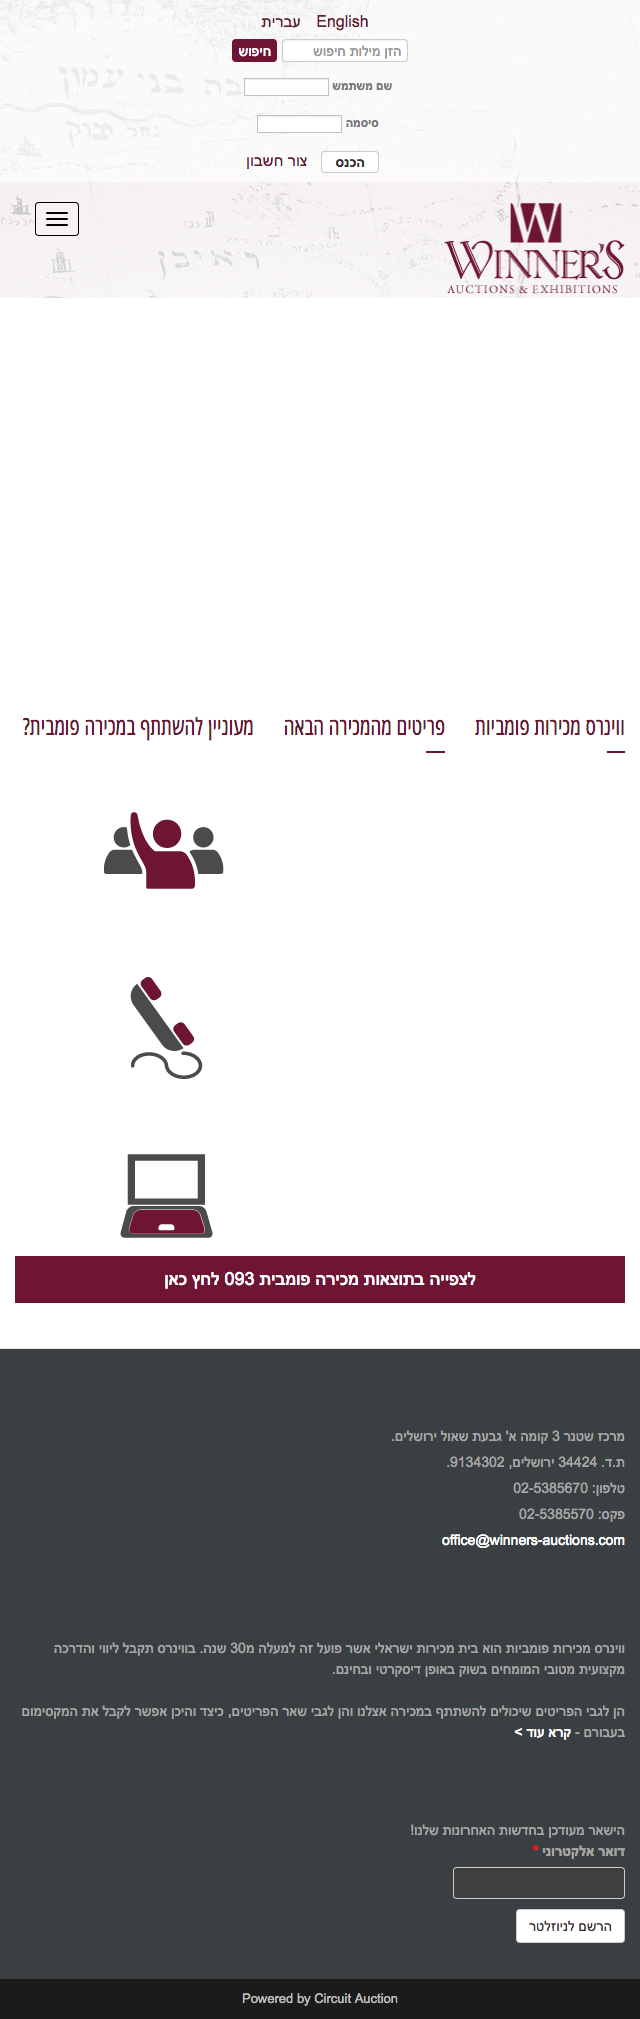 English עברית
הזן מילות חיפוש חיפוש
שם משתמש
סיסמה
הכנס צור חשבון
WINNER'S
AUCTIONS & EXHIBITIONS
ראיבן
ווינרס מכירות פומביות
פריטים מהמכירה הבאה
מעוניין להשתתף במכירה פומבית?
לצפייה בתוצאות מכירה פומבית 093 לחץ כאן
מרכז שטנר 3 קומה א' גבעת שאול ירושלים.
ת.ד. 34424 ירושלים, 9134302.
טלפון: 02-5385670
פקס: 02-5385570
office@winners-auctions.com
ווינרס מכירות פומביות הוא בית מכירות ישראלי אשר פועל זה למעלה מ30 שנה. בווינרס תקבל ליווי והדרכה
מקצועית מטובי המומחים בשוק באופן דיסקרטי ובחינם.
הן לגבי הפריטים שיכולים להשתתף במכירה אצלנו והן לגבי שאר הפריטים, כיצד והיכן אפשר לקבל את המקסימום
בעבורם - קרא עוד >
הישאר מעודכן בחדשות האחרונות שלנו!
דואר אלקטרוני *
הרשם לניוזלטר
Powered by Circuit Auction